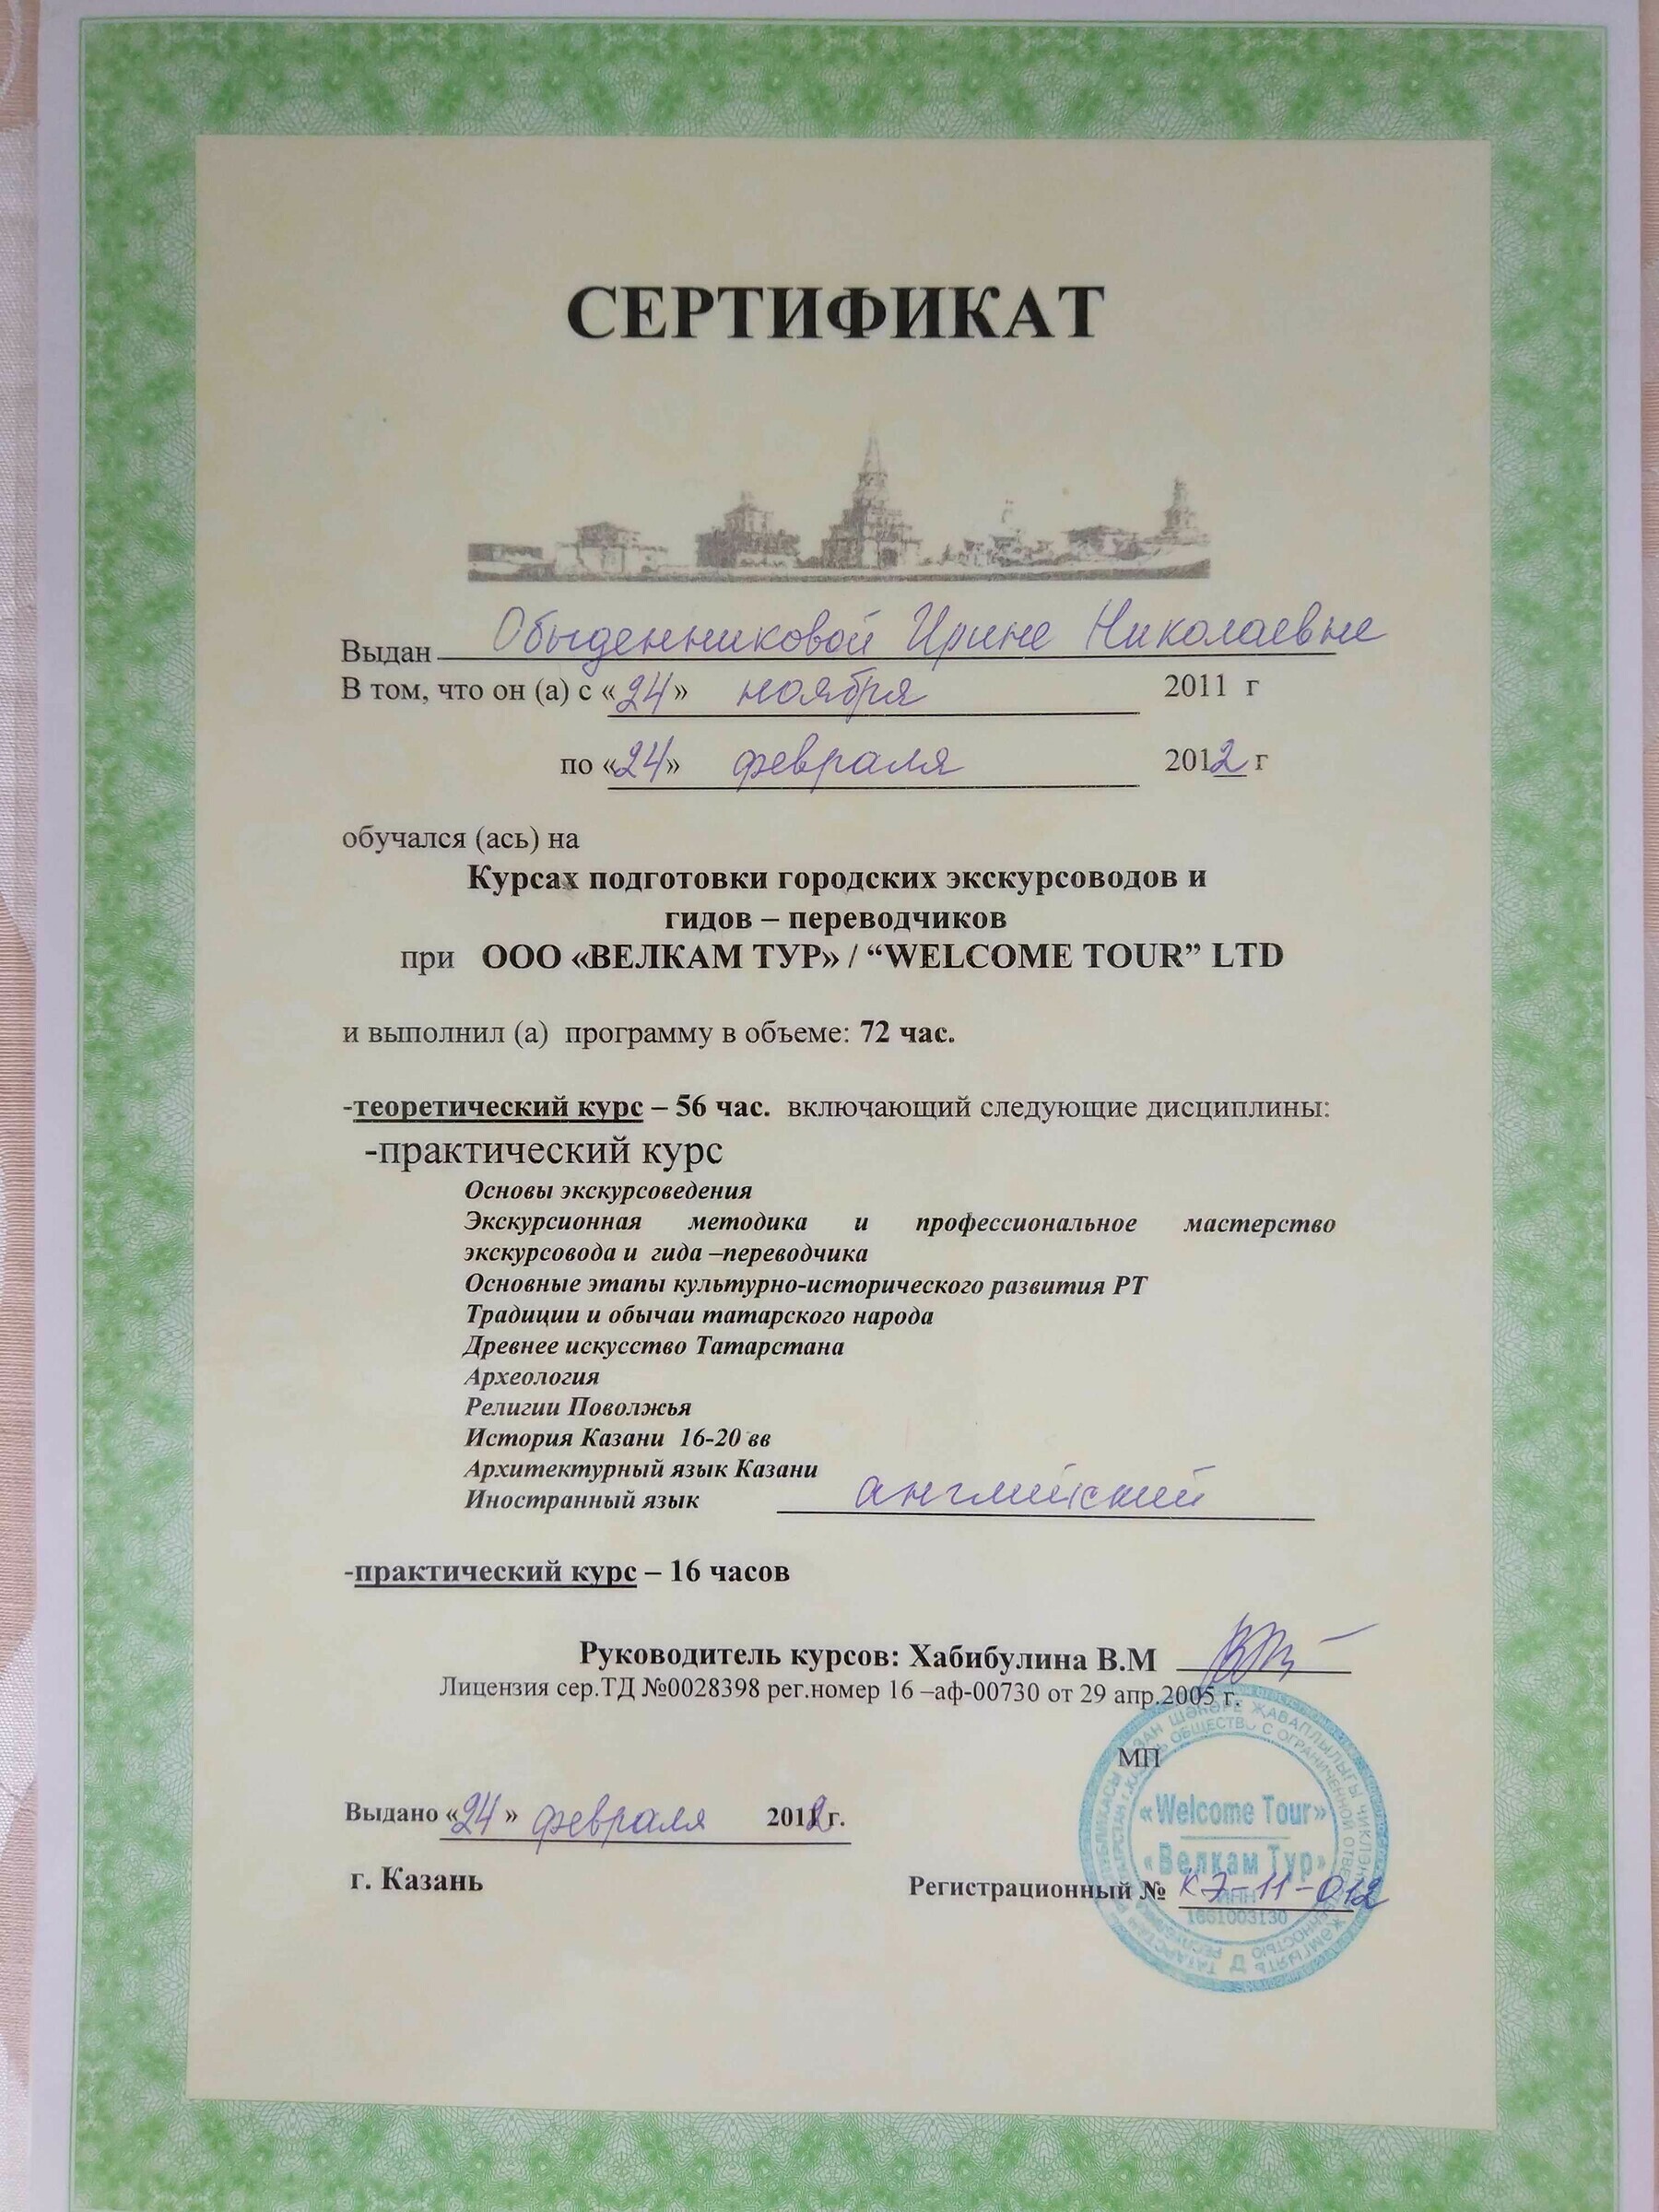 СЕРТИФИКАТ
Выдан Обыденниковой Ирине Николаевне
В том, что он (а) с «24» ноября 2011 г
по «24» февраля 2012 г
обучался (ась) на
Курсах подготовки городских экскурсоводов и
гидов – переводчиков
при ООО «ВЕЛКАМ ТУР» / “WELCOME TOUR” LTD
и выполнил (а) программу в объеме: 72 час.
-теоретический курс – 56 час. включающий следующие дисциплины:
-практический курс
Основы экскурсоведения
Экскурсионная методика и профессиональное мастерство
экскурсовода и гида –переводчика
Основные этапы культурно-исторического развития РТ
Традиции и обычаи татарского народа
Древнее искусство Татарстана
Археология
Религии Поволжья
История Казани 16-20 вв
Архитектурный язык Казани
Иностранный язык английский
-практический курс – 16 часов
Руководитель курсов: Хабибулина В.М
Лицензия сер.ТД №0028398 рег.номер 16 –аф-00730 от 29 апр.2005 г.
МП
«Welcome Tour»
«Велкам Тур»
Выдано «24» февраля 2012 г.
г. Казань
Регистрационный № КЭ-11-012
ИНН
1661003130